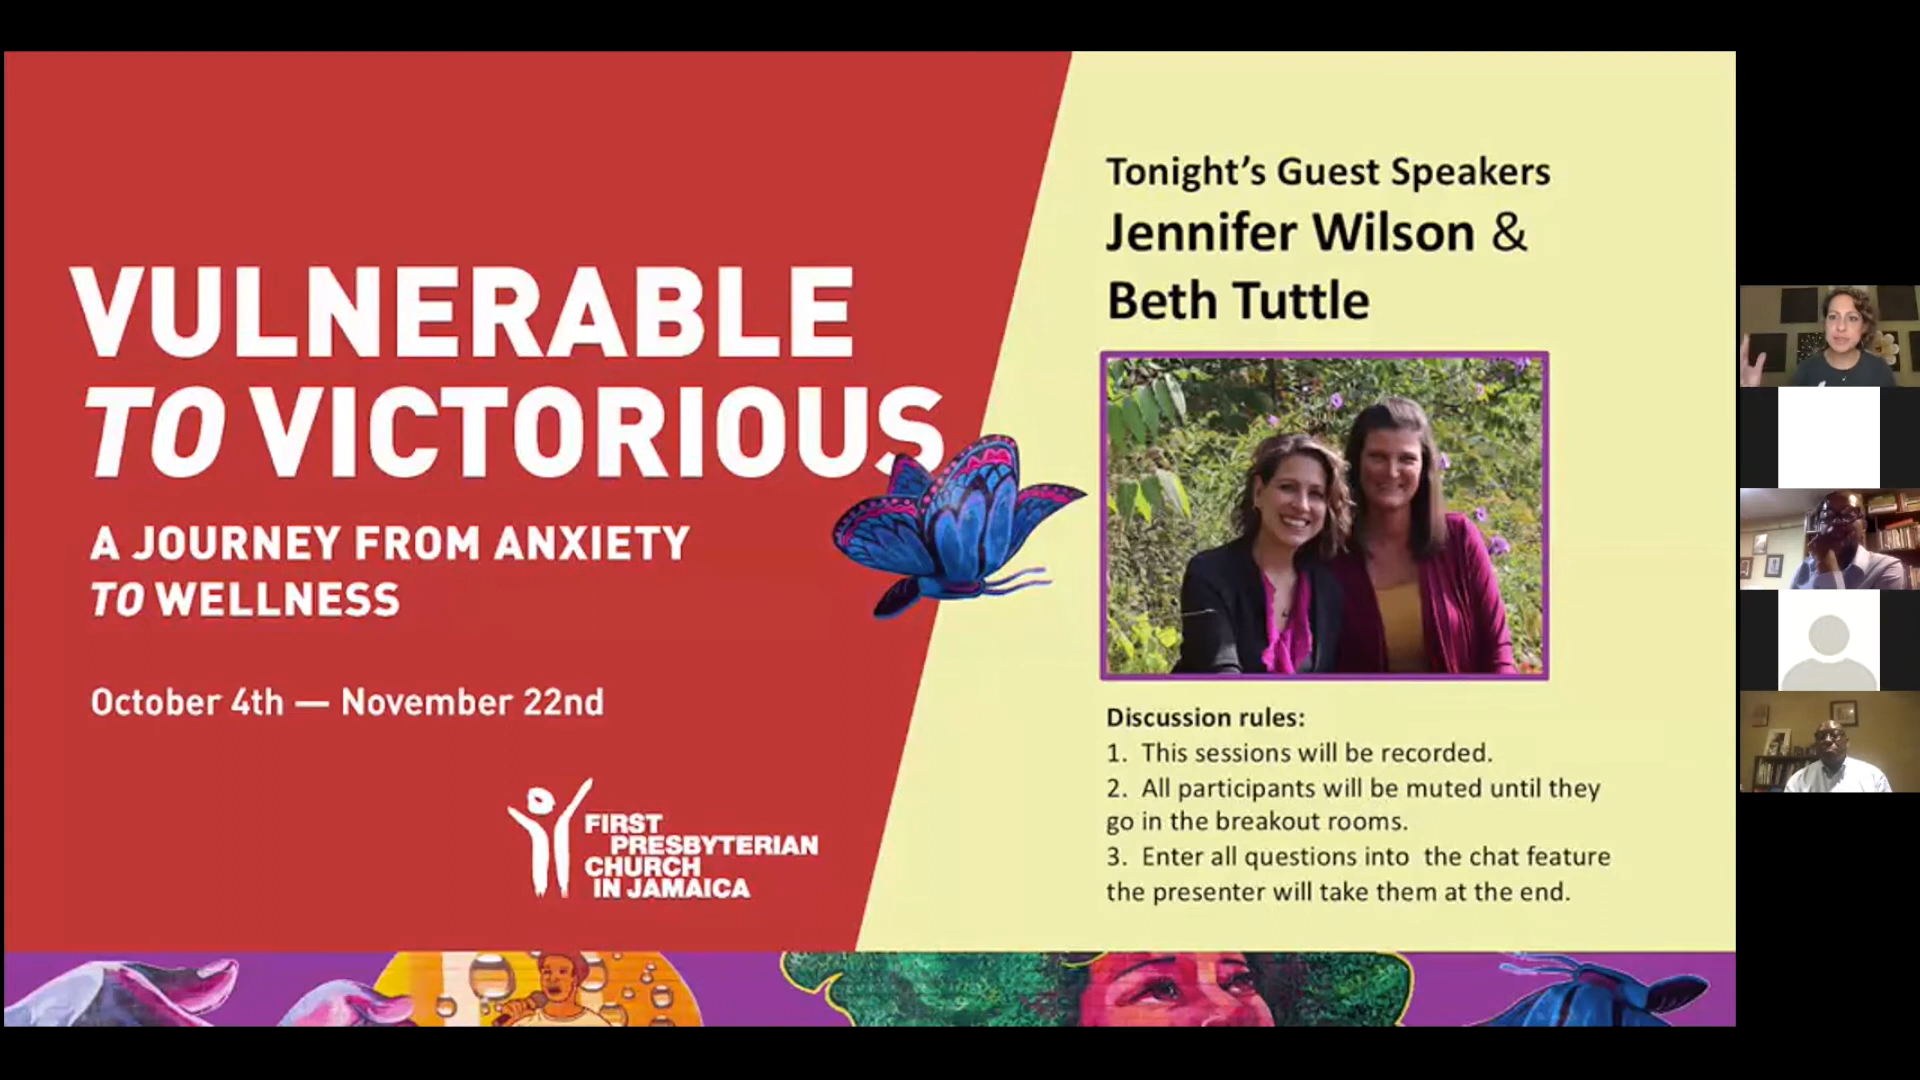 VULNERABLE
TO VICTORIOUS
A JOURNEY FROM ANXIETY
TO WELLNESS
October 4th — November 22nd
FIRST
PRESBYTERIAN
CHURCH
IN JAMAICA
Tonight’s Guest Speakers
Jennifer Wilson &
Beth Tuttle
Discussion rules:
1. This sessions will be recorded.
2. All participants will be muted until they
go in the breakout rooms.
3. Enter all questions into the chat feature
the presenter will take them at the end.